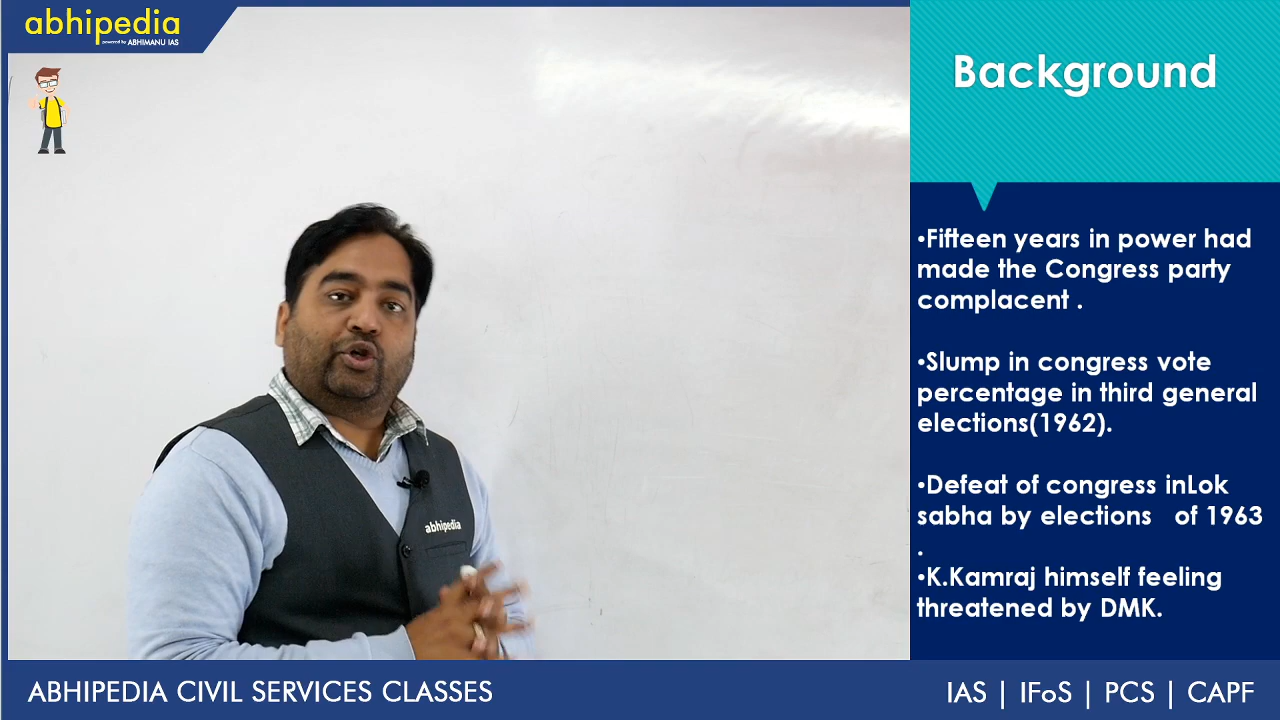 abhipedia
powered by ABHIMANU IAS
Background
•Fifteen years in power had
made the Congress party
complacent .
•Slump in congress vote
percentage in third general
elections(1962).
•Defeat of congress inLok
sabha by elections of 1963
.
•K.Kamraj himself feeling
threatened by DMK.
abhipedia
ABHIPEDIA CIVIL SERVICES CLASSES
IAS | IFoS | PCS | CAPF